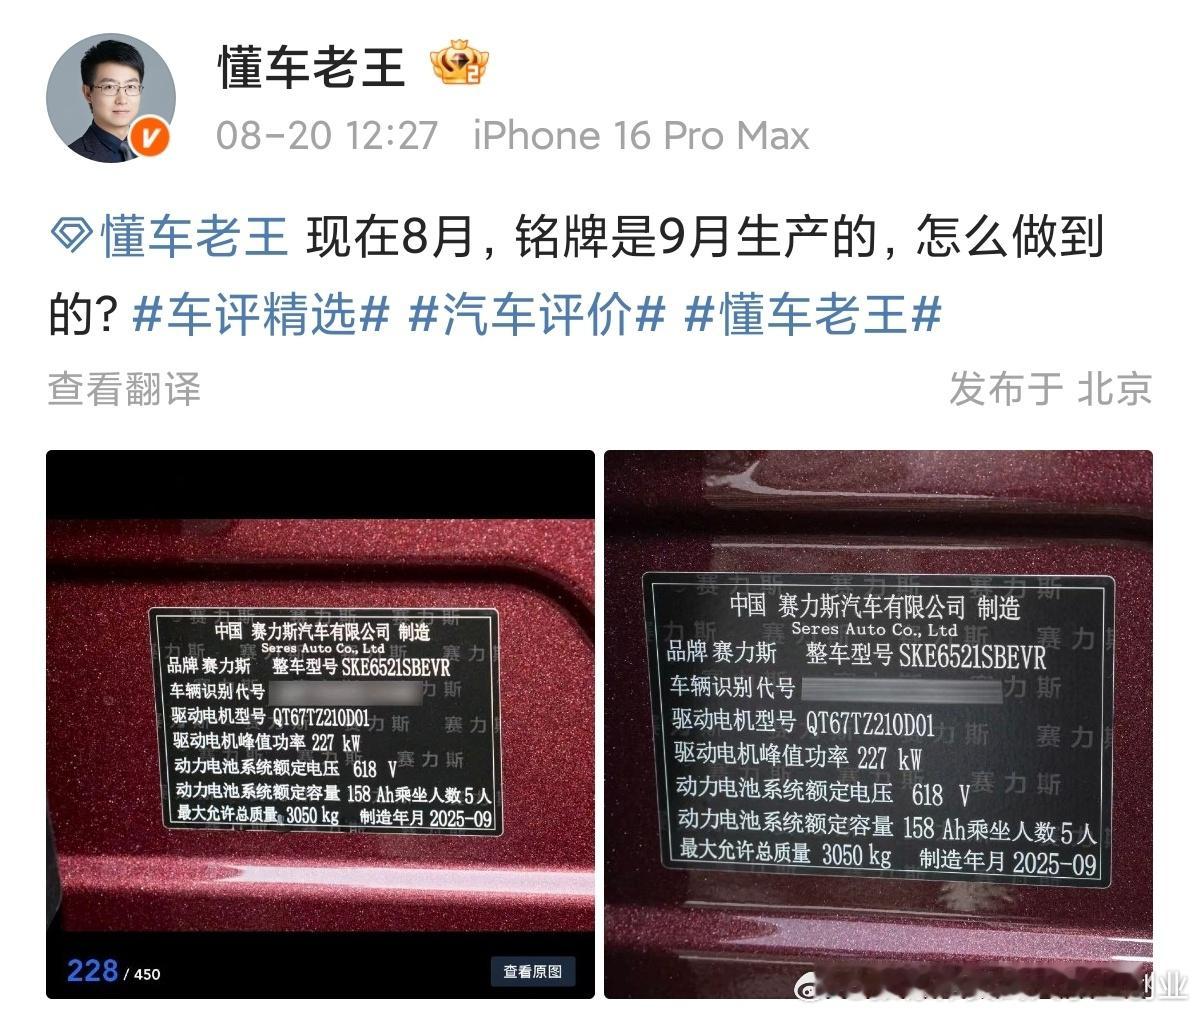 懂车老王
08-20 12:27 iPhone 16 Pro Max
懂车老王 现在8月，铭牌是9月生产的，怎么做到
的？#车评精选# #汽车评价# #懂车老王#
查看翻译
发布于 北京
中国 赛力斯汽车有限公司 制造
Seres Auto Co., Ltd
品牌 赛力斯 整车型号 SKE6521SBEVR
车辆识别代号
驱动电机型号 QT67TZ210D01
驱动电机峰值功率 227 kW
动力电池系统额定电压 618 V
动力电池系统额定容量 158 Ah乘坐人数 5 人
最大允许总质量 3050 kg 制造年月 2025-09
228 / 450
查看原图
中国 赛力斯汽车有限公司 制造
Seres Auto Co., Ltd
品牌 赛力斯 整车型号 SKE6521SBEVR
车辆识别代号
驱动电机型号 QT67TZ210D01
驱动电机峰值功率 227 kW
动力电池系统额定电压 618 V
动力电池系统额定容量 158 Ah乘坐人数 5 人
最大允许总质量 3050 kg 制造年月 2025-09